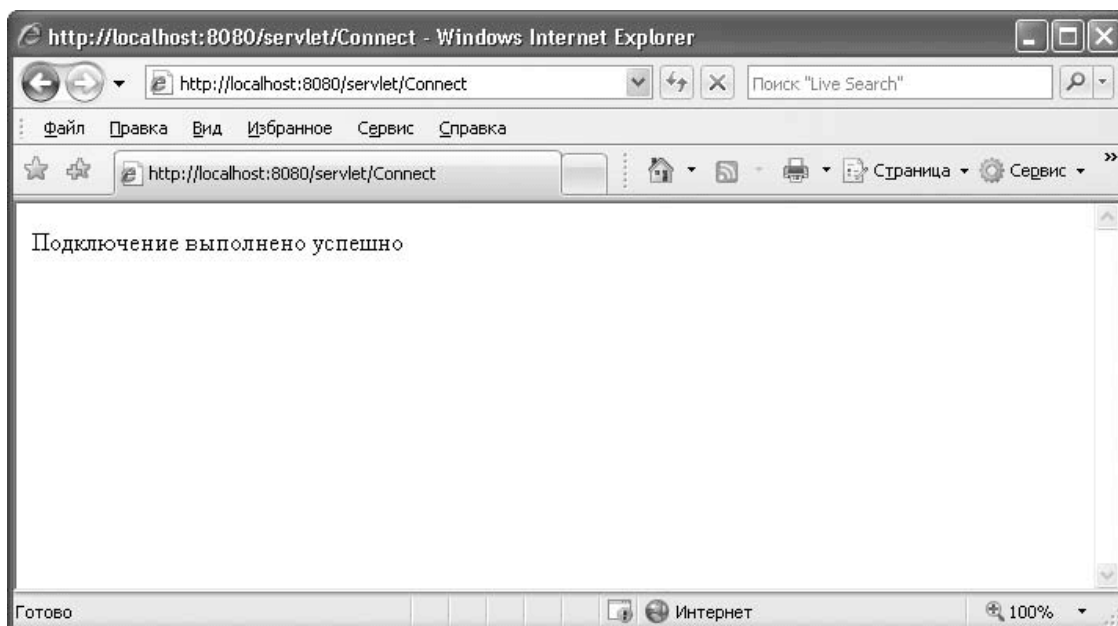 http://localhost:8080/servlet/Connect - Windows Internet Explorer
http://localhost:8080/servlet/Connect Поиск "Live Search"
Файл Правка Вид Избранное Сервис Справка
http://localhost:8080/servlet/Connect Страница Сервис
Подключение выполнено успешно
Готово Интернет 100%